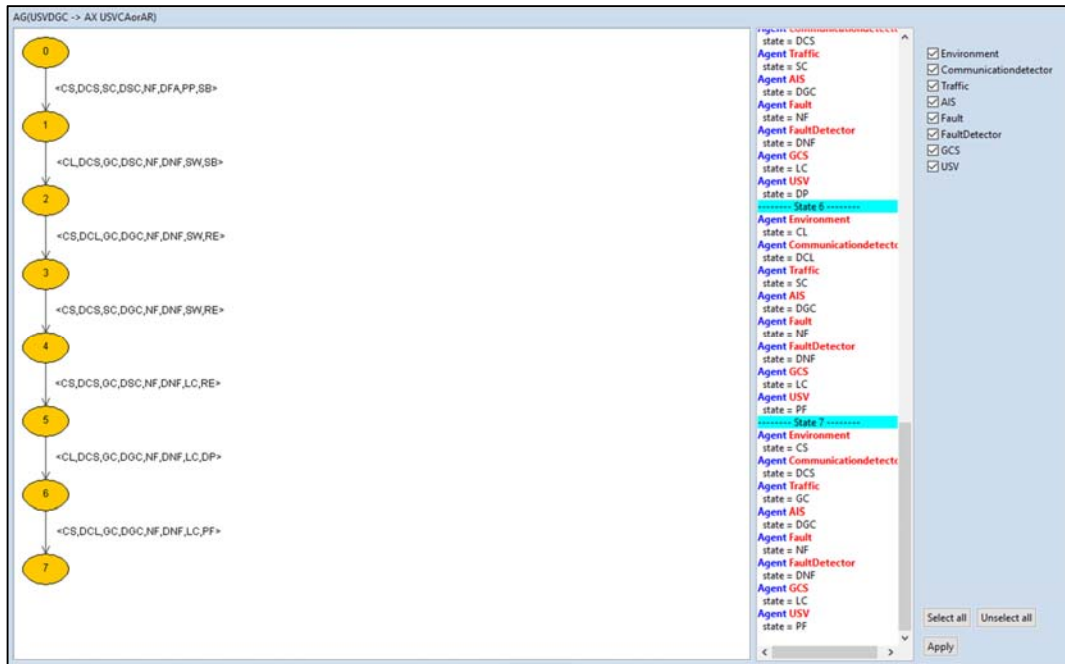 AG(USVDGC -> AX USVCAorAR)
0
<CS,DCS,SC,DSC,NF,DFA,PP,SB>
1
<CL,DCS,GC,DSC,NF,DNF,SW,SB>
2
<CS,DCL,GC,DGC,NF,DNF,SW,RE>
3
<CS,DCS,SC,DGC,NF,DNF,SW,RE>
4
<CS,DCS,GC,DSC,NF,DNF,LC,RE>
5
<CL,DCS,GC,DGC,NF,DNF,LC,DP>
6
<CS,DCL,GC,DGC,NF,DNF,LC,PF>
7
Agent Communicationdetecto
state = DCS
Agent Traffic
state = SC
Agent AIS
state = DGC
Agent Fault
state = NF
Agent FaultDetector
state = DNF
Agent GCS
state = LC
Agent USV
state = DP
-------- State 6 --------
Agent Environment
state = CL
Agent Communicationdetecto
state = DCL
Agent Traffic
state = SC
Agent AIS
state = DGC
Agent Fault
state = NF
Agent FaultDetector
state = DNF
Agent GCS
state = LC
Agent USV
state = PF
-------- State 7 --------
Agent Environment
state = CS
Agent Communicationdetecto
state = DCS
Agent Traffic
state = GC
Agent AIS
state = DGC
Agent Fault
state = NF
Agent FaultDetector
state = DNF
Agent GCS
state = LC
Agent USV
state = PF
Environment
Communicationdetector
Traffic
AIS
Fault
FaultDetector
GCS
USV
Select all Unselect all
Apply